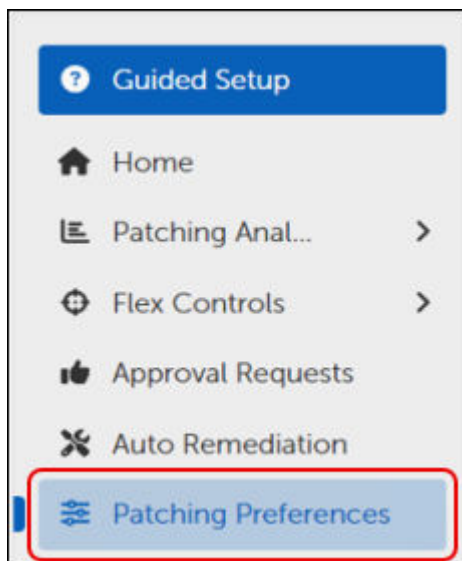 Guided Setup
Home
Patching Anal...
Flex Controls
Approval Requests
Auto Remediation
Patching Preferences